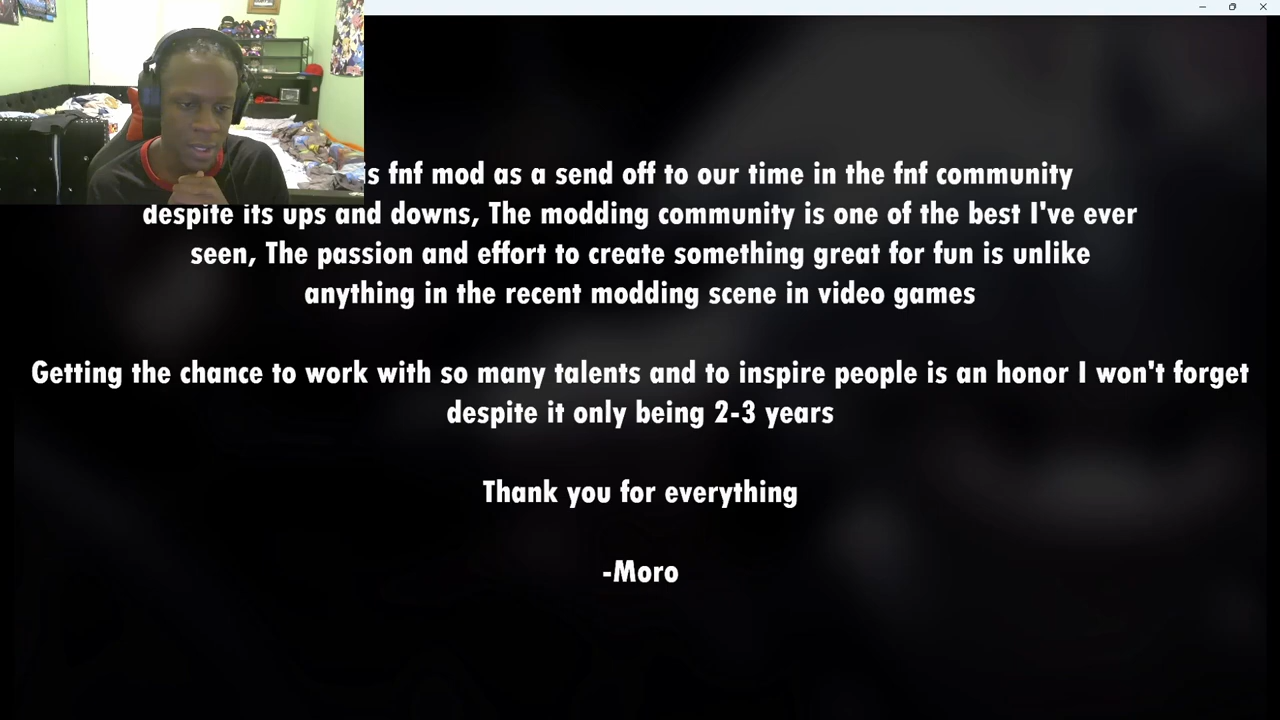 is fnf mod as a send off to our time in the fnf community
despite its ups and downs, The modding community is one of the best I've ever
seen, The passion and effort to create something great for fun is unlike
anything in the recent modding scene in video games
Getting the chance to work with so many talents and to inspire people is an honor I won't forget
despite it only being 2-3 years
Thank you for everything
-Moro